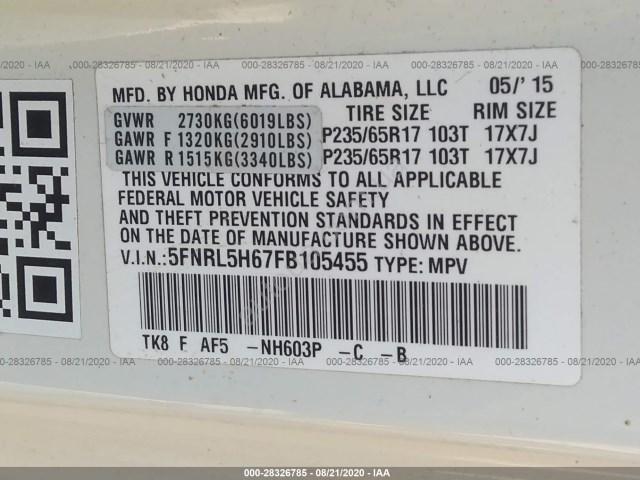 000-28326785 - 08/21/2020 - IAA
MFD. BY HONDA MFG. OF ALABAMA, LLC 05/' 15
TIRE SIZE RIM SIZE
GVWR 2730KG(6019LBS)
GAWR F 1320KG(2910LBS) P235/65R17 103T 17X7J
GAWR R 1515KG(3340LBS) P235/65R17 103T 17X7J
THIS VEHICLE CONFORMS TO ALL APPLICABLE
FEDERAL MOTOR VEHICLE SAFETY
AND THEFT PREVENTION STANDARDS IN EFFECT
ON THE DATE OF MANUFACTURE SHOWN ABOVE.
V.I.N.:5FNRL5H67FB105455 TYPE: MPV
TK8 F AF5 -NH603P -C -B
000-28326785 - 08/21/2020 - IAA
000-28326785 - 08/21/2020 - IAA